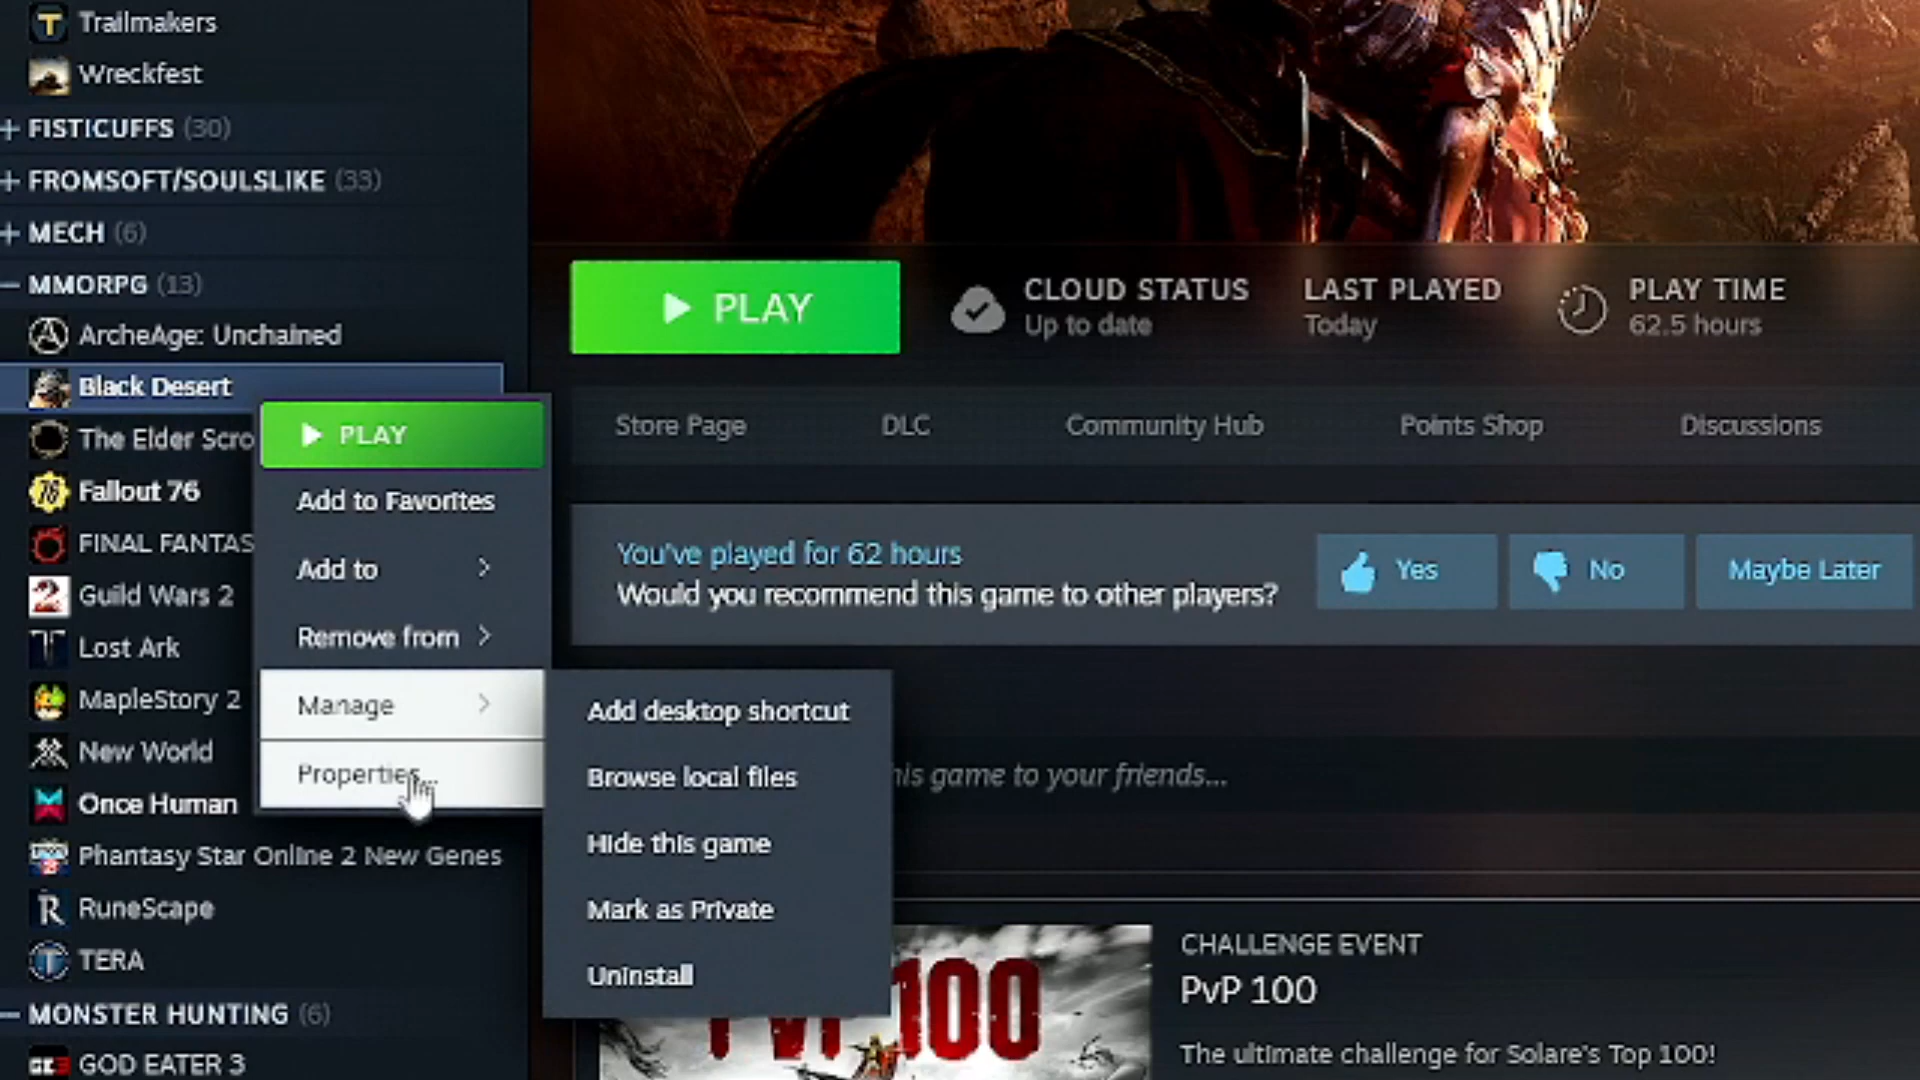 Trailmakers
Wreckfest
FISTICUFFS (30)
FROMSOFT/SOULSLIKE (33)
MECH (6)
MMORPG (13)
ArcheAge: Unchained
Black Desert
The Elder Scro
Fallout 76
FINAL FANTAS
Guild Wars 2
Lost Ark
MapleStory 2
New World
Once Human
Phantasy Star Online 2 New Genes
RuneScape
TERA
MONSTER HUNTING (6)
GOD EATER 3
PLAY
Add to Favorites
Add to
Remove from
Manage
Properties...
Add desktop shortcut
Browse local files
Hide this game
Mark as Private
Uninstall
PLAY
CLOUD STATUS
Up to date
LAST PLAYED
Today
PLAY TIME
62.5 hours
Store Page
DLC
Community Hub
Points Shop
Discussions
You've played for 62 hours
Would you recommend this game to other players?
Yes
No
Maybe Later
his game to your friends...
PvP 100
CHALLENGE EVENT
PvP 100
The ultimate challenge for Solare's Top 100!